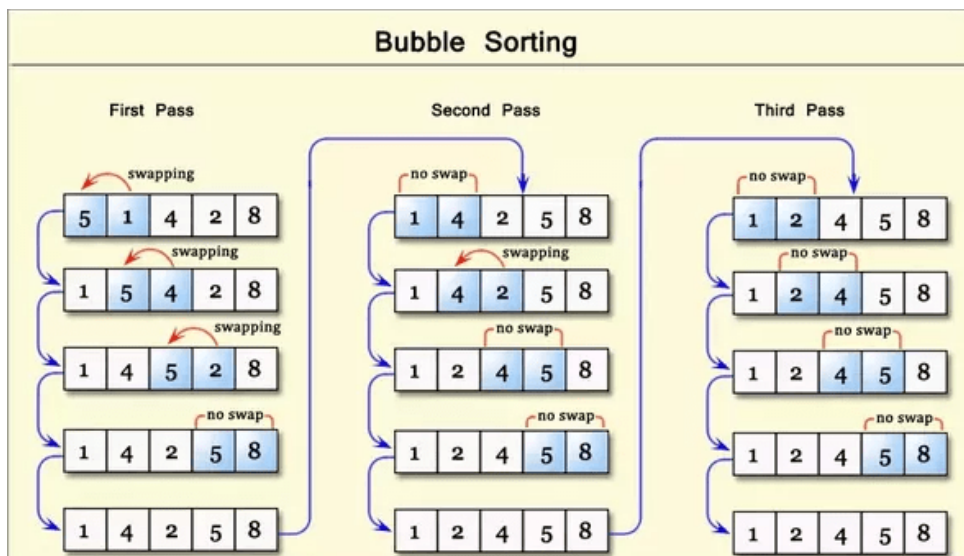 Bubble Sorting
First Pass
swapping
5 1 4 2 8
swapping
1 5 4 2 8
swapping
1 4 5 2 8
no swap
1 4 2 5 8
1 4 2 5 8
Second Pass
no swap
1 4 2 5 8
swapping
1 4 2 5 8
no swap
1 2 4 5 8
no swap
1 2 4 5 8
1 2 4 5 8
Third Pass
no swap
1 2 4 5 8
no swap
1 2 4 5 8
no swap
1 2 4 5 8
no swap
1 2 4 5 8
1 2 4 5 8